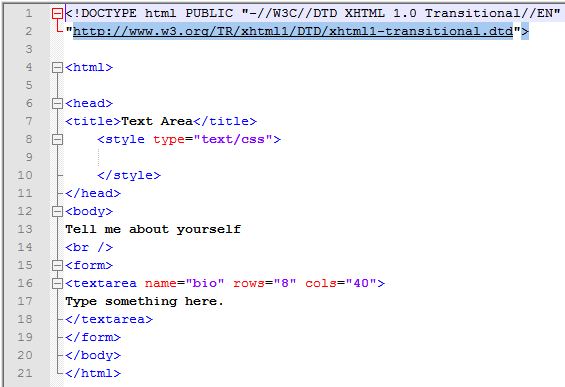 1 <!DOCTYPE html PUBLIC "-//W3C//DTD XHTML 1.0 Transitional//EN"
2 "http://www.w3.org/TR/xhtml1/DTD/xhtml1-transitional.dtd">
3
4 <html>
5
6 <head>
7 <title>Text Area</title>
8 <style type="text/css">
9
10 </style>
11 </head>
12 <body>
13 Tell me about yourself
14 <br />
15 <form>
16 <textarea name="bio" rows="8" cols="40">
17 Type something here.
18 </textarea>
19 </form>
20 </body>
21 </html>